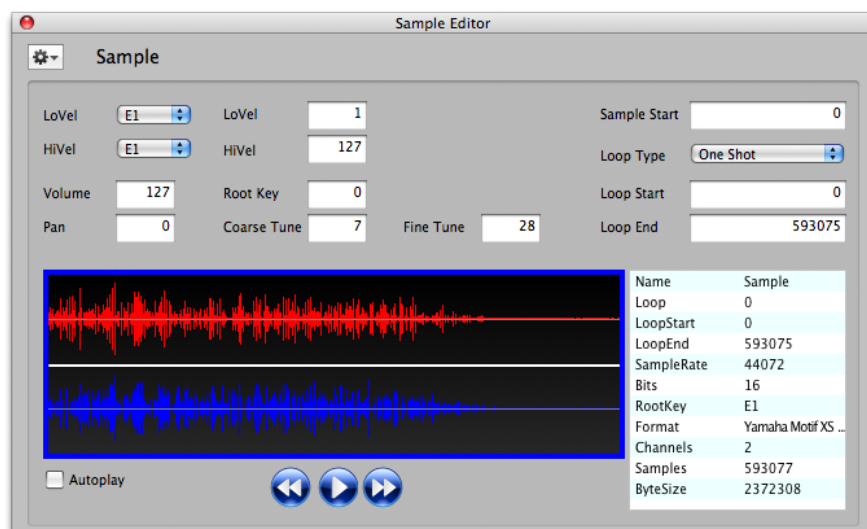 Sample Editor
Sample
LoVel E1 LoVel 1 Sample Start 0
HiVel E1 HiVel 127 Loop Type One Shot
Volume 127 Root Key 0 Loop Start 0
Pan 0 Coarse Tune 7 Fine Tune 28 Loop End 593075
Name Sample
Loop 0
LoopStart 0
LoopEnd 593075
SampleRate 44072
Bits 16
RootKey E1
Format Yamaha Motif XS ...
Channels 2
Samples 593077
ByteSize 2372308
Autoplay